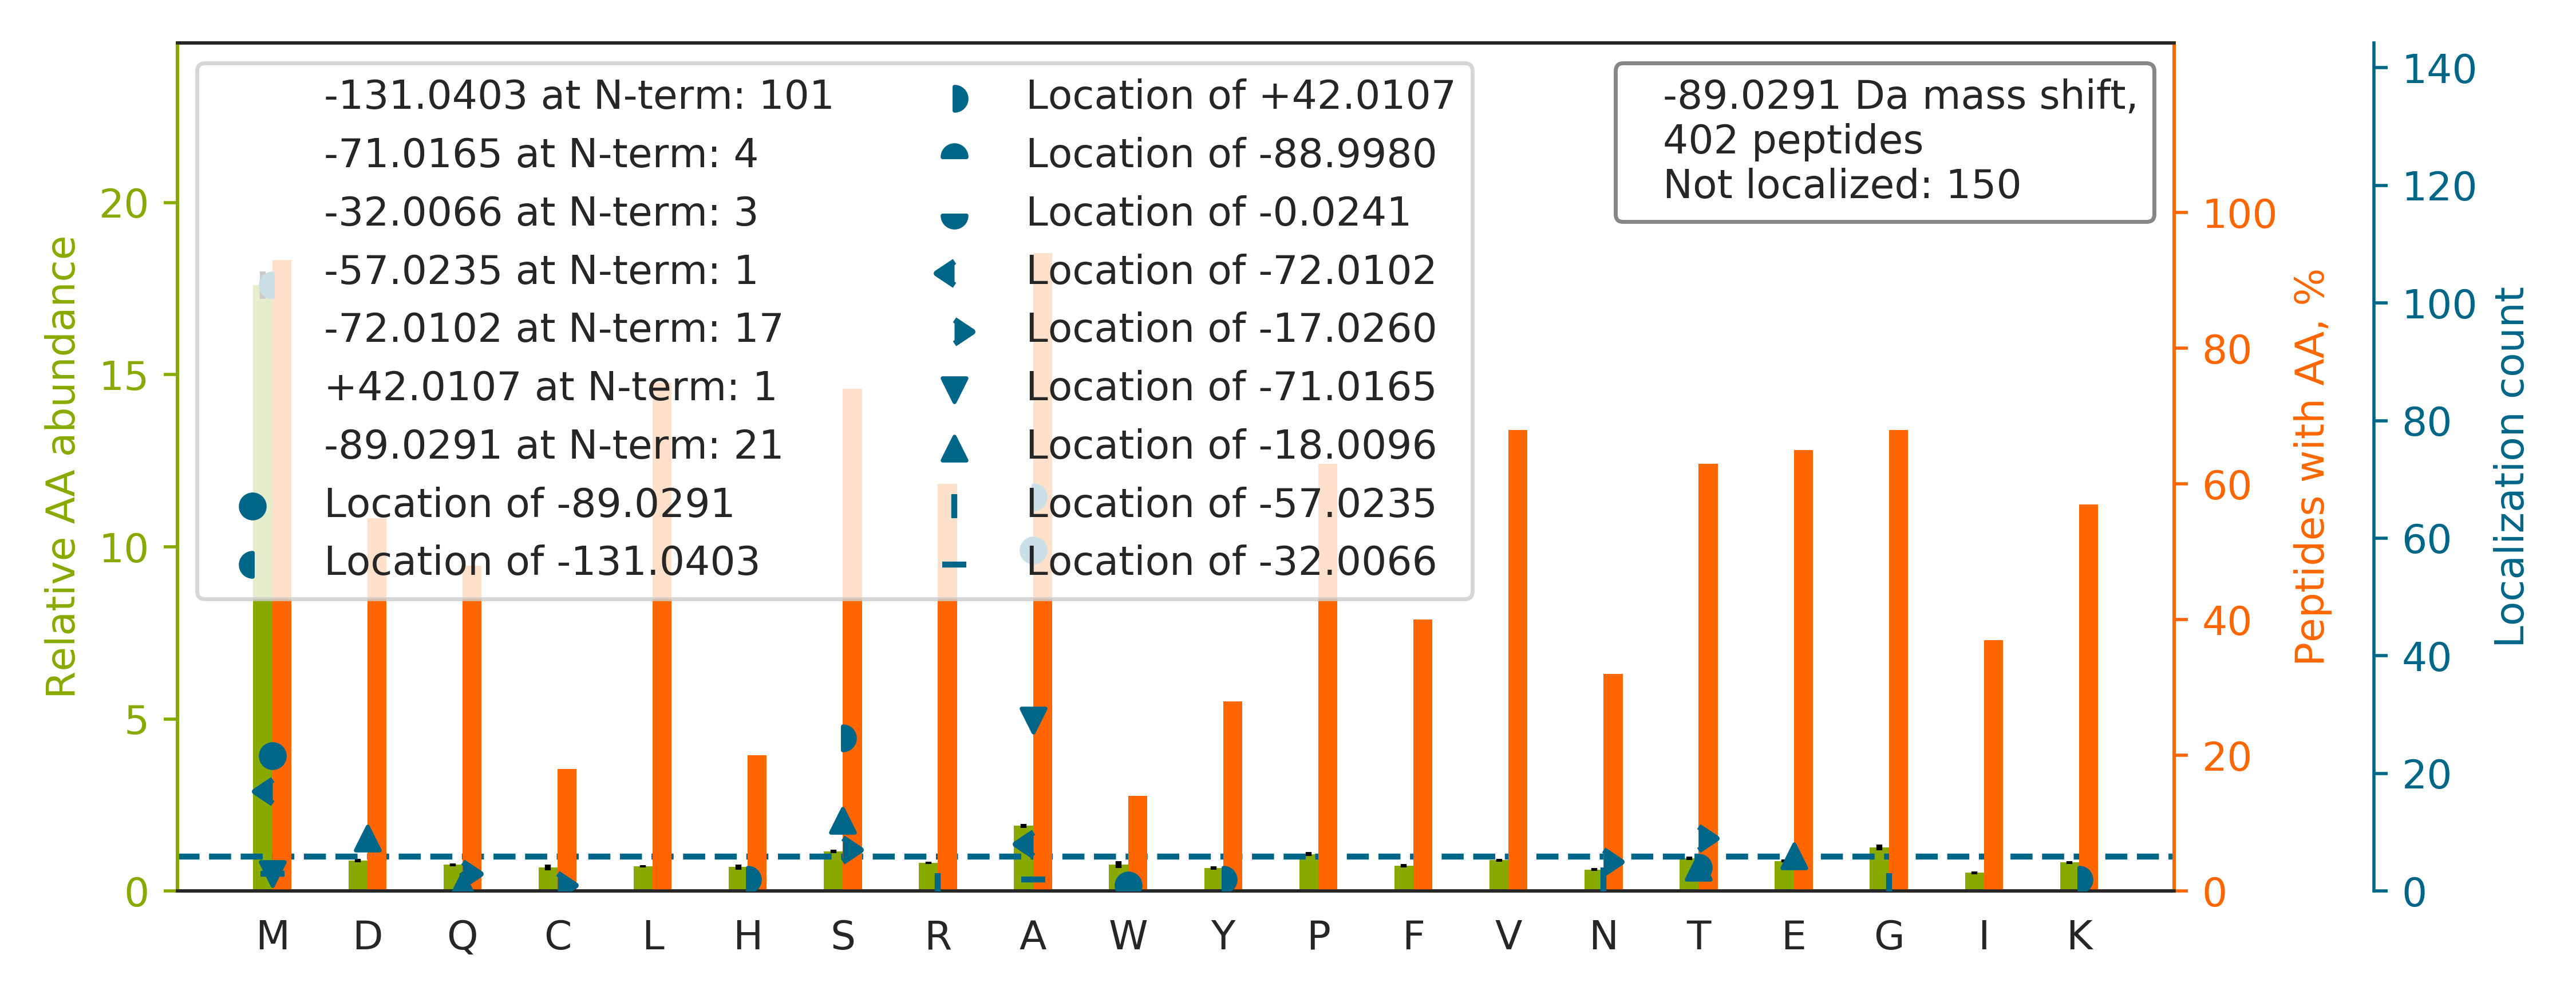 -131.0403 at N-term: 101
-71.0165 at N-term: 4
-32.0066 at N-term: 3
-57.0235 at N-term: 1
-72.0102 at N-term: 17
+42.0107 at N-term: 1
-89.0291 at N-term: 21
Location of -89.0291
Location of -131.0403
Location of +42.0107
Location of -88.9980
Location of -0.0241
Location of -72.0102
Location of -17.0260
Location of -71.0165
Location of -18.0096
Location of -57.0235
Location of -32.0066
-89.0291 Da mass shift,
402 peptides
Not localized: 150
Relative AA abundance
20
15
10
5
0
M D Q C L H S R A W Y P F V N T E G I K
100
80
60
40
20
0
Peptides with AA, %
140
120
100
80
60
40
20
0
Localization count